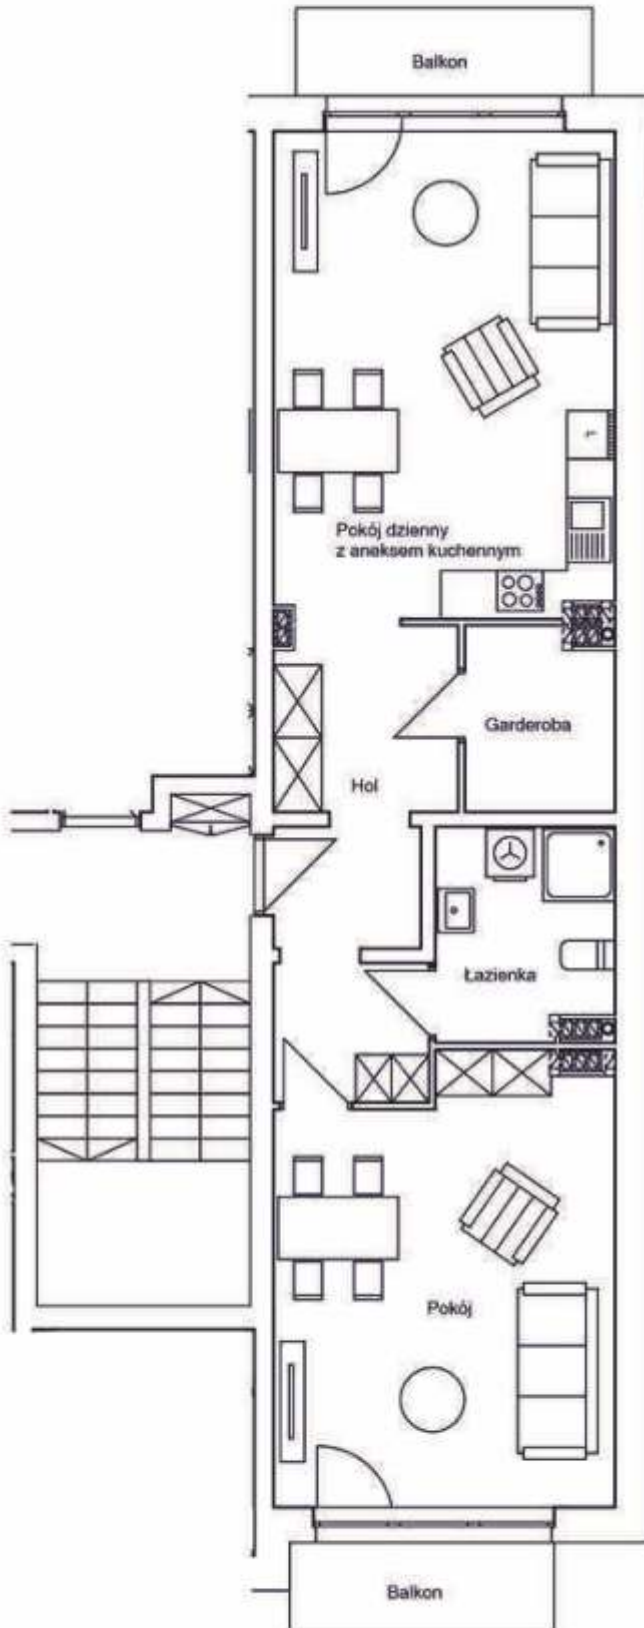 Balkon
Pokój dzienny
z aneksem kuchennym
Garderoba
Hol
Łazienka
Pokój
Balkon